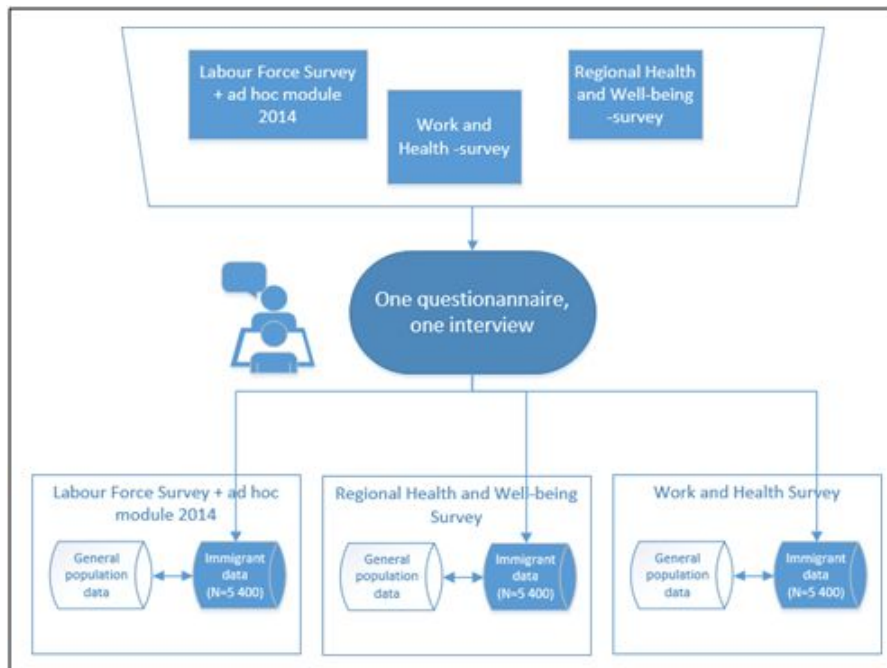 Labour Force Survey
+ ad hoc module
2014
Work and
Health -survey
Regional Health
and Well-being
-survey
One questionannaire,
one interview
Labour Force Survey + ad hoc
module 2014
General
population
data
Immigrant
data
(N=5 400)
Regional Health and Well-being
Survey
General
population
data
Immigrant
data
(N=5 400)
Work and Health Survey
General
population
data
Immigrant
data
(N=5 400)